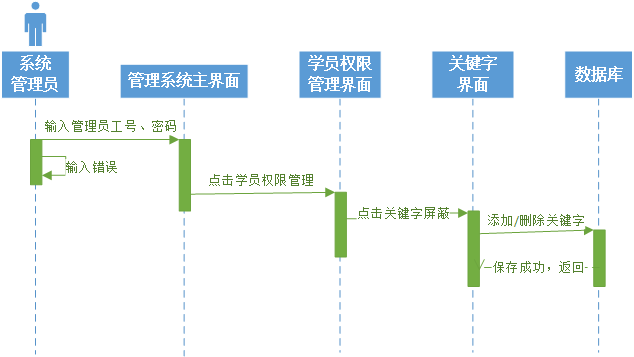 系统
管理员
管理系统主界面
学员权限
管理界面
关键字
界面
数据库
输入管理员工号、密码
输入错误
点击学员权限管理
点击关键字屏蔽
添加/删除关键字
保存成功，返回